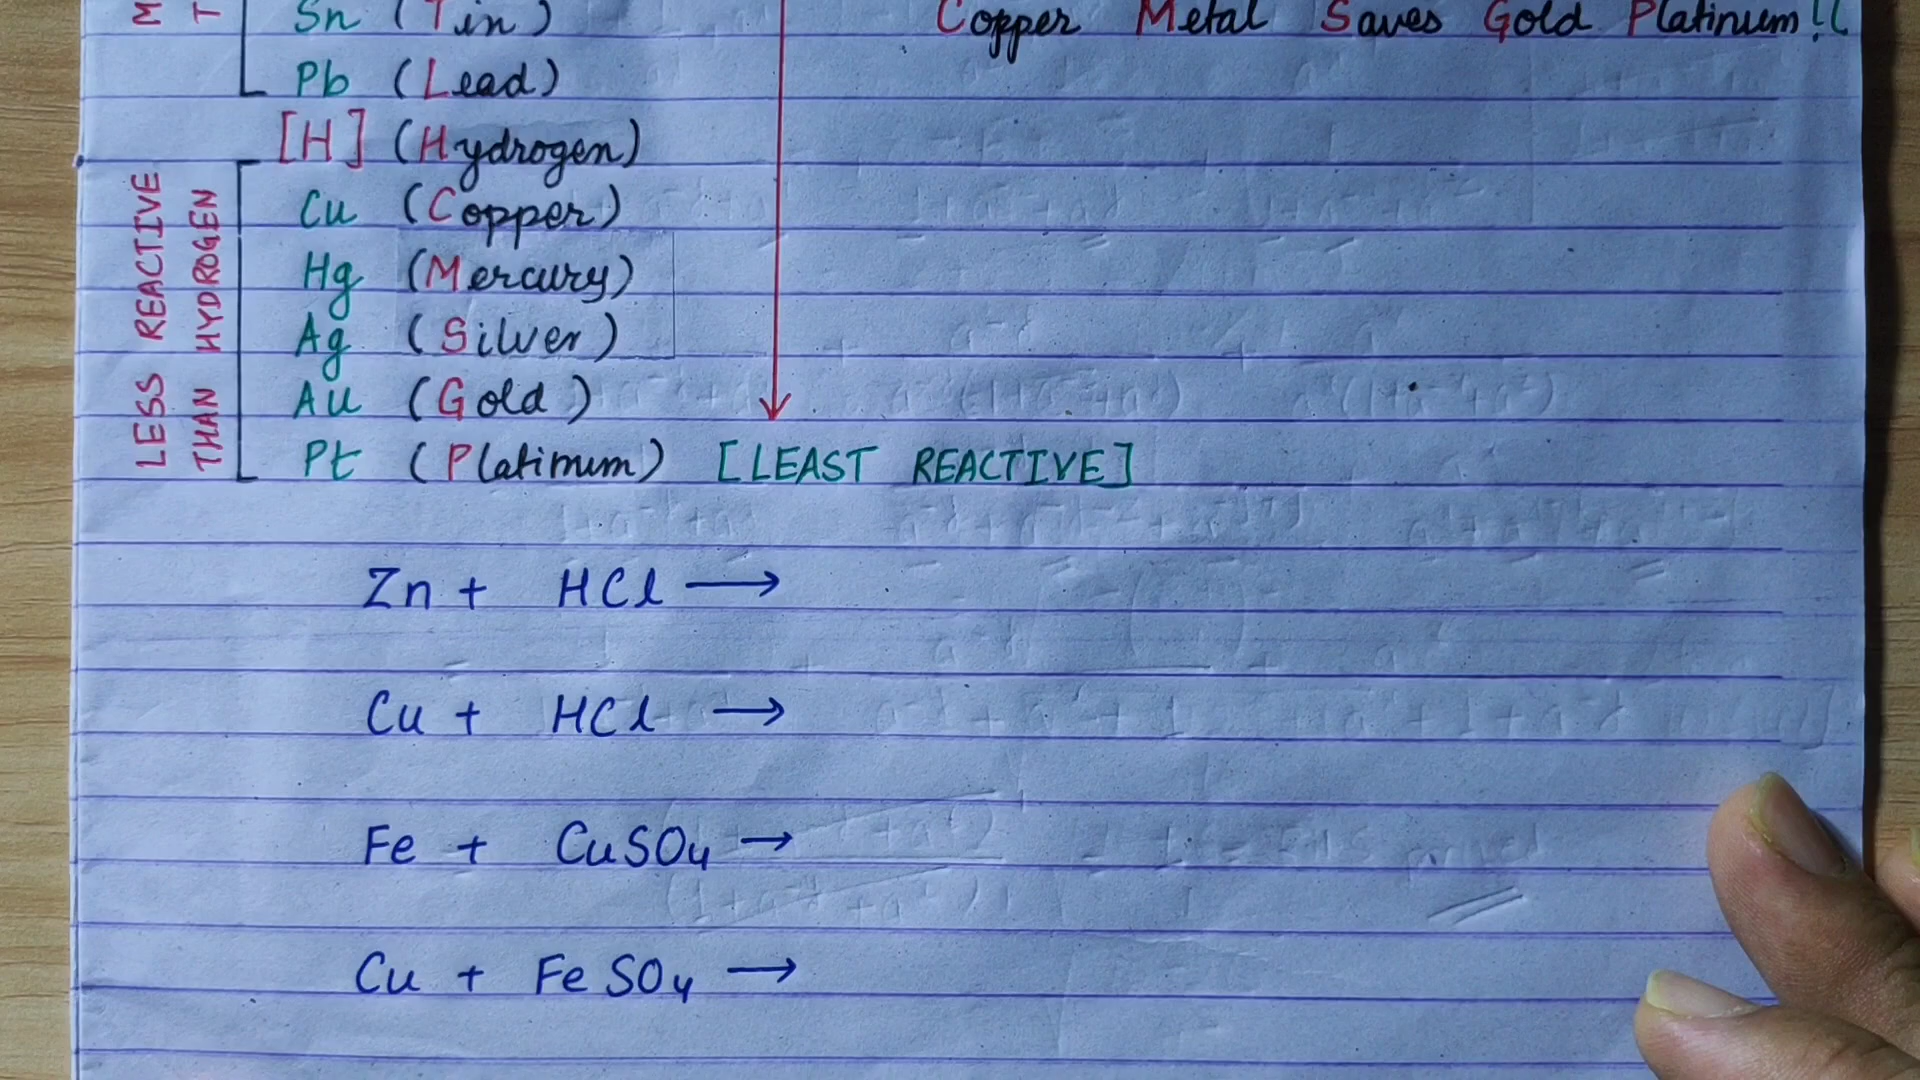 Sn (Tin)
Copper Metal Saves Gold Platinum!!
Pb (Lead)
[H] (Hydrogen)
LESS REACTIVE
THAN HYDROGEN
Cu (Copper)
Hg (Mercury)
Ag (Silver)
Au (Gold)
Pt (Platinum) [LEAST REACTIVE]
Zn + HCl →
Cu + HCl →
Fe + CuSO4 →
Cu + FeSO4 →